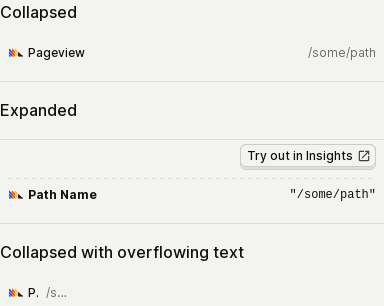 Collapsed
Pageview /some/path
Expanded
Try out in Insights
Path Name "/some/path"
Collapsed with overflowing text
P. /s...